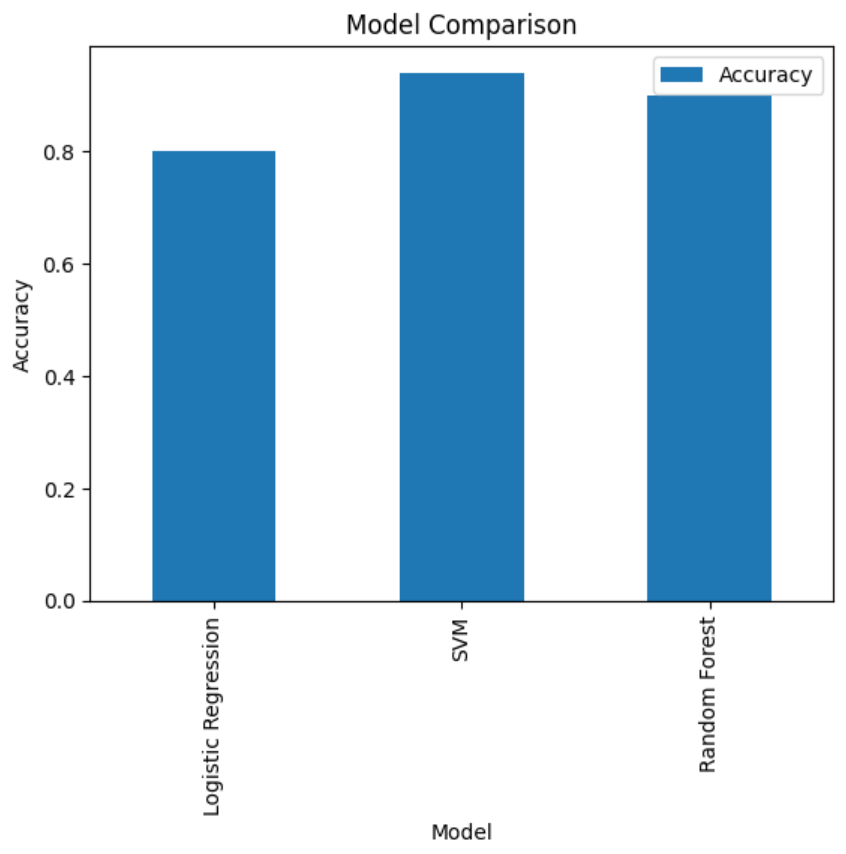 Model Comparison
Accuracy
0.8
0.6
0.4
0.2
0.0
Accuracy
Logistic Regression
SVM
Random Forest
Model